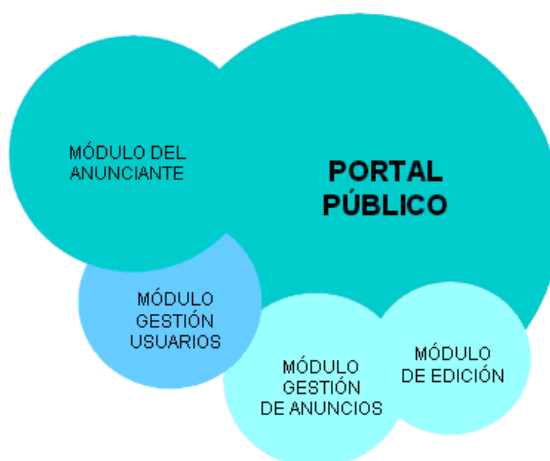 MÓDULO DEL
ANUNCIANTE
PORTAL
PÚBLICO
MÓDULO
GESTIÓN
USUARIOS
MÓDULO
GESTIÓN
DE ANUNCIOS
MÓDULO
DE EDICIÓN